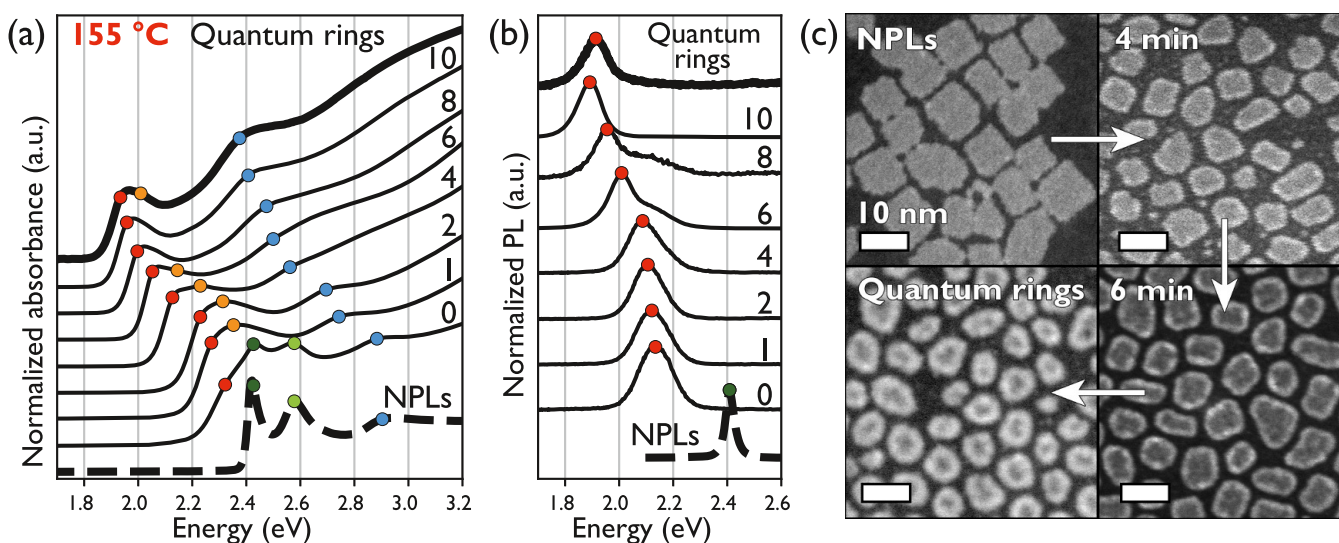 (a)
155 °C Quantum rings
10
8
6
4
2
1
0
NPLs
Normalized absorbance (a.u.)
1.8 2.0 2.2 2.4 2.6 2.8 3.0 3.2
Energy (eV)
(b)
Quantum
rings
10
8
6
4
2
1
0
NPLs
Normalized PL (a.u.)
1.8 2.0 2.2 2.4 2.6
Energy (eV)
(c)
NPLs
10 nm
4 min
Quantum rings
6 min